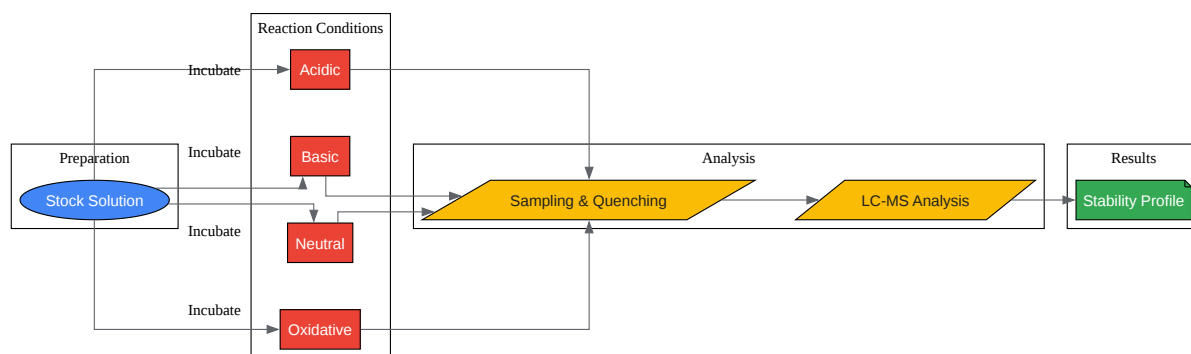 Reaction Conditions
Incubate
Acidic
Incubate
Basic
Preparation
Stock Solution
Incubate
Neutral
Incubate
Oxidative
Analysis
Sampling & Quenching
LC-MS Analysis
Results
Stability Profile